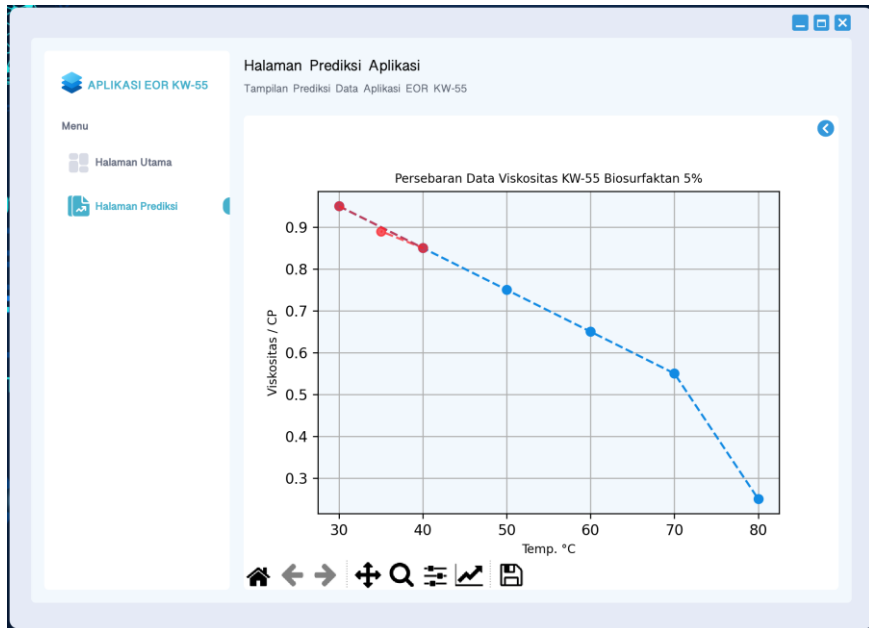 APLIKASI EOR KW-55
Menu
Halaman Utama
Halaman Prediksi
Halaman Prediksi Aplikasi
Tampilan Prediksi Data Aplikasi EOR KW-55
Persebaran Data Viskositas KW-55 Biosurfaktan 5%
Viskositas / CP
0.9
0.8
0.7
0.6
0.5
0.4
0.3
30 40 50 60 70 80
Temp. °C